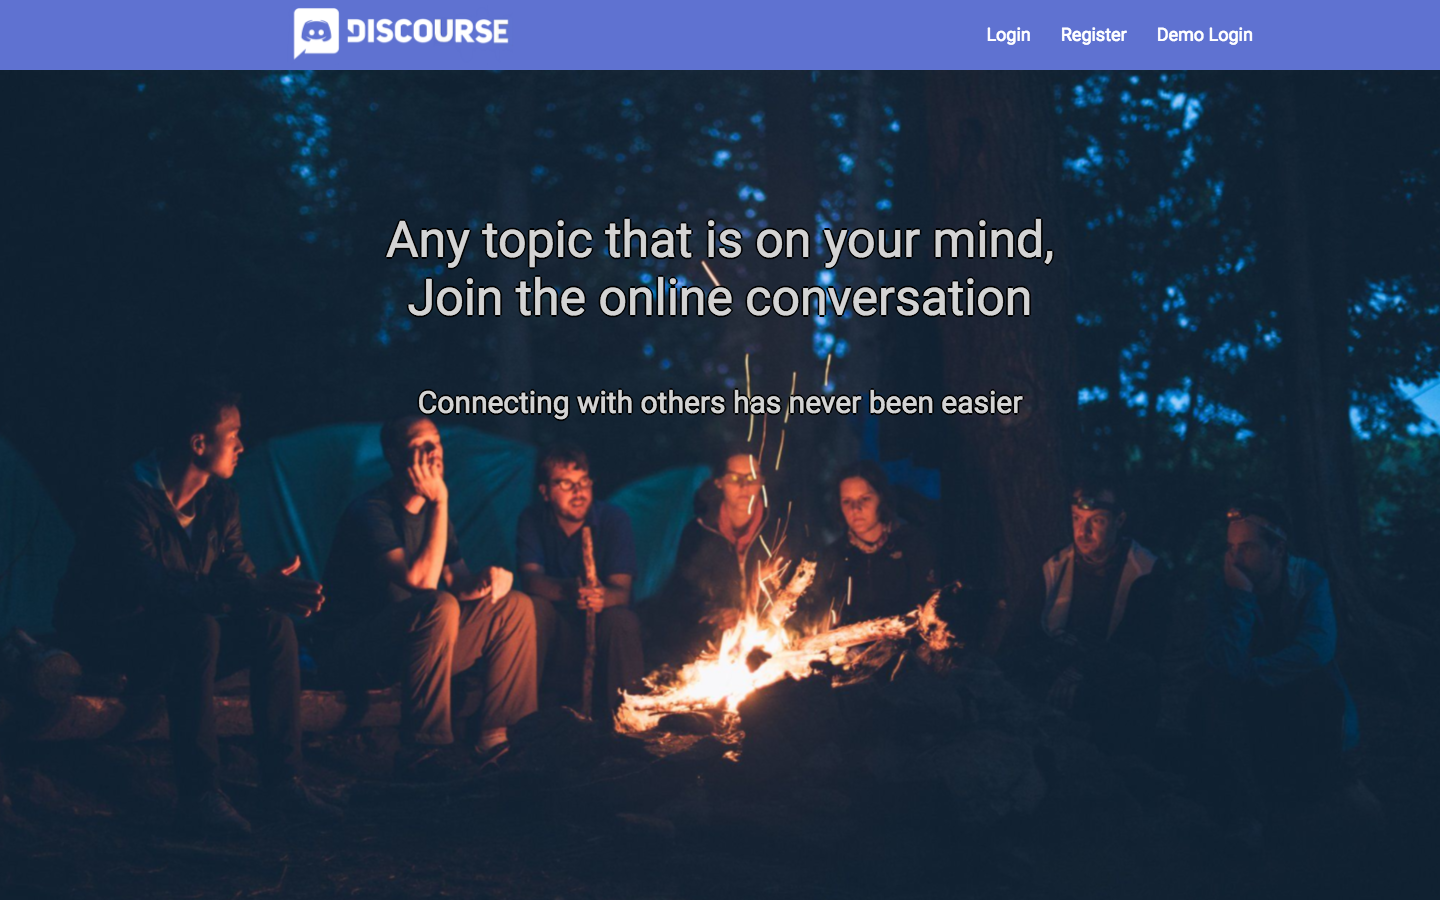 DISCOURSE
Login Register Demo Login
Any topic that is on your mind,
Join the online conversation
Connecting with others has never been easier